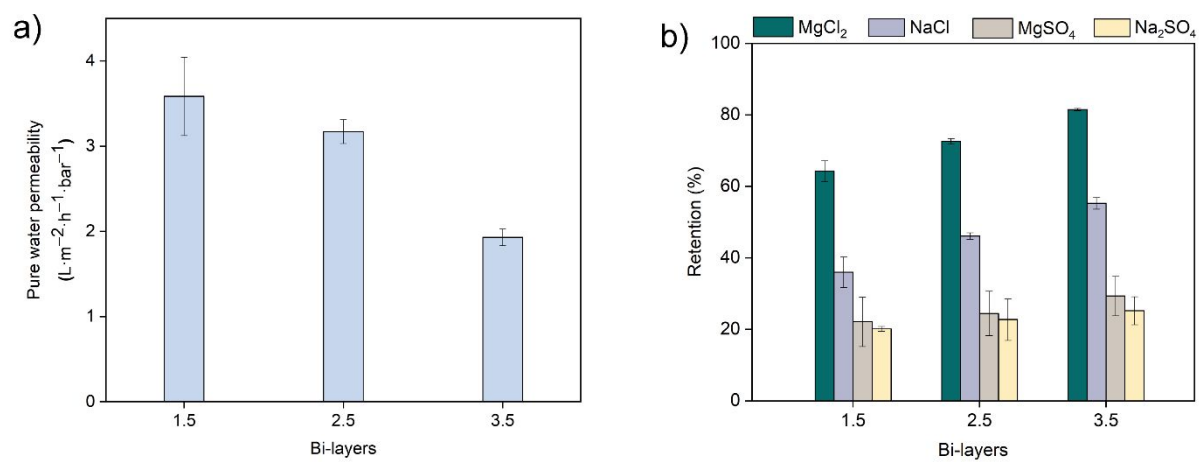 a)
Pure water permeability
(L·m⁻²·h⁻¹·bar⁻¹)
4
3
2
1
0
1.5 2.5 3.5
Bi-layers
b)
MgCl₂ NaCl MgSO₄ Na₂SO₄
Retention (%)
100
80
60
40
20
0
1.5 2.5 3.5
Bi-layers